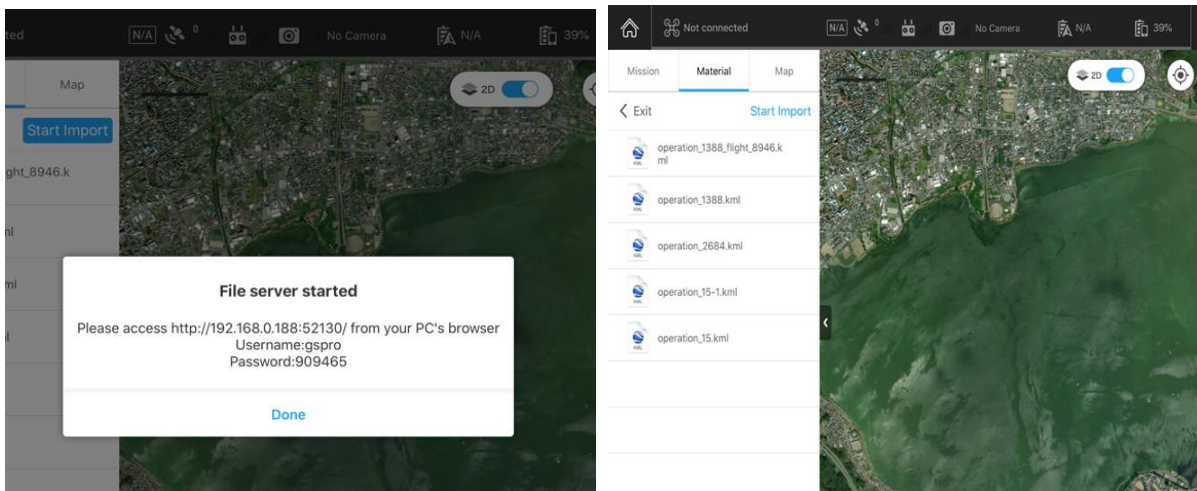 ted
N/A
0
No Camera
N/A
39%
Map
2D
Start Import
ght_8946.k
nl
ml
l
File server started
Please access http://192.168.0.188:52130/ from your PC's browser
Username:gspro
Password:909465
Done
Not connected
N/A
0
No Camera
N/A
39%
Mission
Material
Map
2D
Exit
Start Import
operation_1388_flight_8946.k
ml
operation_1388.kml
operation_2684.kml
operation_15-1.kml
operation_15.kml